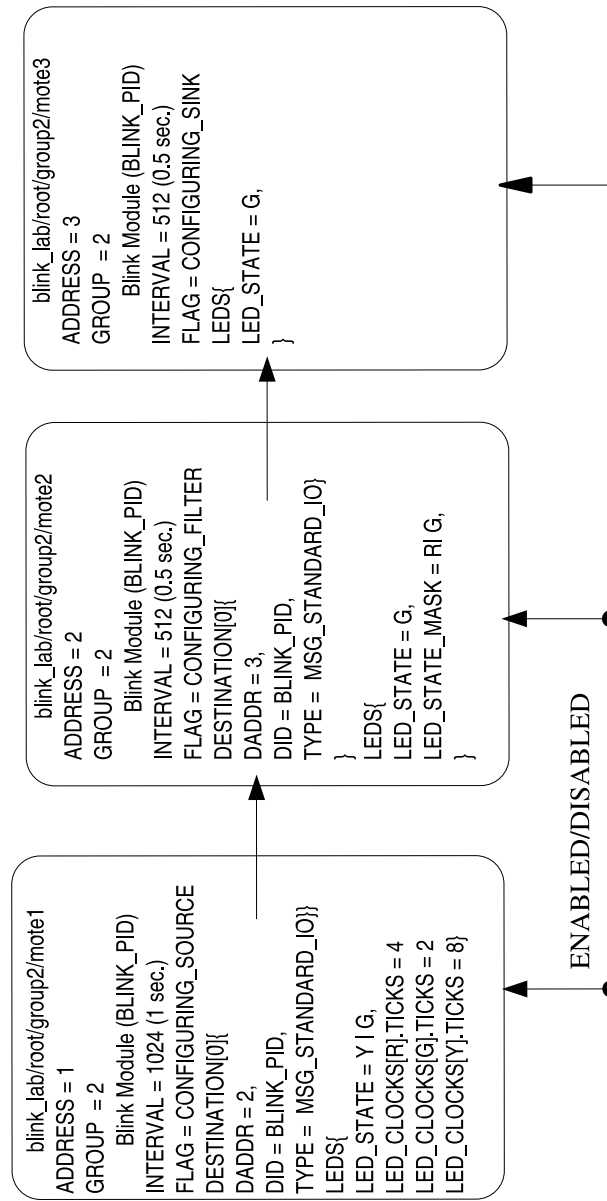 blink_lab/root/group2/mote1
ADDRESS = 1
GROUP = 2
Blink Module (BLINK_PID)
INTERVAL = 1024 (1 sec.)
FLAG = CONFIGURING_SOURCE
DESTINATION[0]{
DADDR = 2,
DID = BLINK_PID,
TYPE = MSG_STANDARD_IO}}
LEDS{
LED_STATE = Y I G,
LED_CLOCKS[R].TICKS = 4
LED_CLOCKS[G].TICKS = 2
LED_CLOCKS[Y].TICKS = 8}
blink_lab/root/group2/mote2
ADDRESS = 2
GROUP = 2
Blink Module (BLINK_PID)
INTERVAL = 512 (0.5 sec.)
FLAG = CONFIGURING_FILTER
DESTINATION[0]{
DADDR = 3,
DID = BLINK_PID,
TYPE = MSG_STANDARD_IO}
}
LEDS{
LED_STATE = G,
LED_STATE_MASK = RI G,
}
blink_lab/root/group2/mote3
ADDRESS = 3
GROUP = 2
Blink Module (BLINK_PID)
INTERVAL = 512 (0.5 sec.)
FLAG = CONFIGURING_SINK
LEDS{
LED_STATE = G,
}
ENABLED/DISABLED